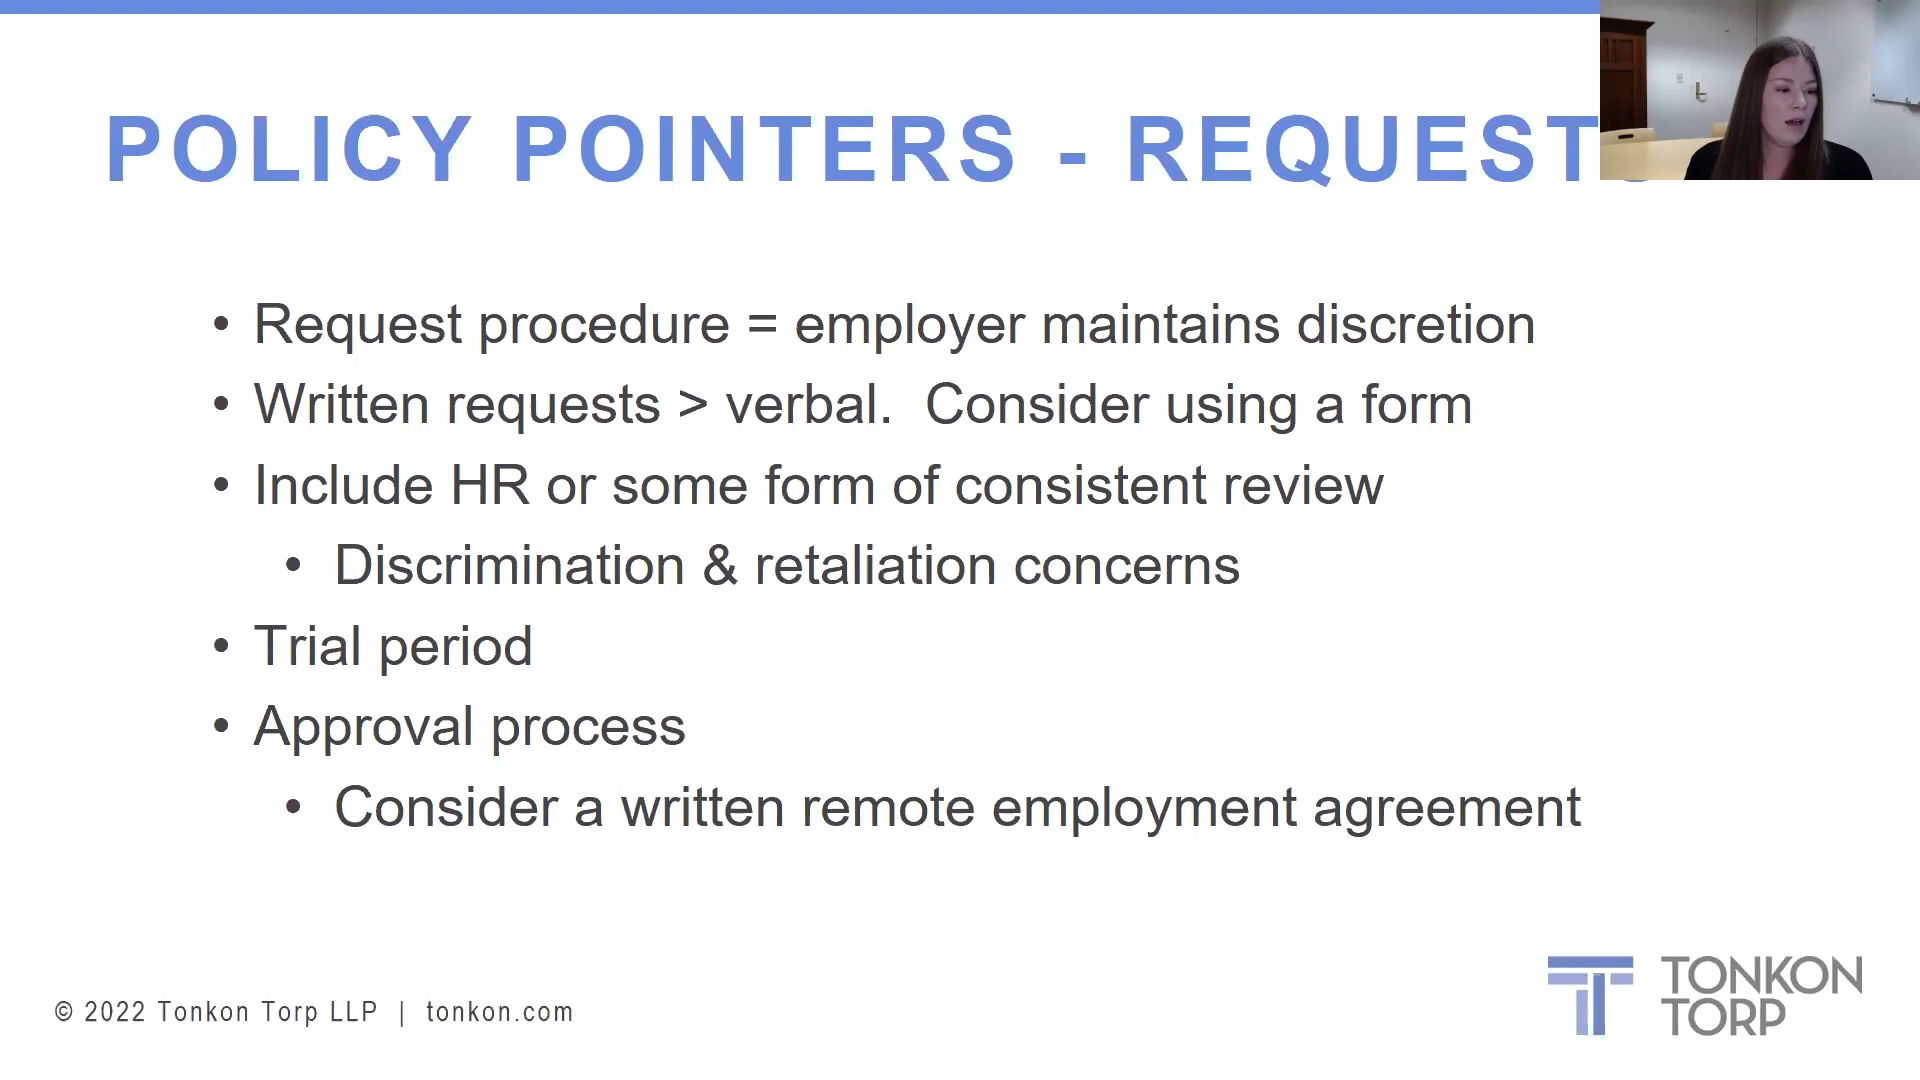 POLICY POINTERS - REQUEST
• Request procedure = employer maintains discretion
• Written requests > verbal.  Consider using a form
• Include HR or some form of consistent review
• Discrimination & retaliation concerns
• Trial period
• Approval process
• Consider a written remote employment agreement
© 2022 Tonkon Torp LLP | tonkon.com
TONKON
TORP